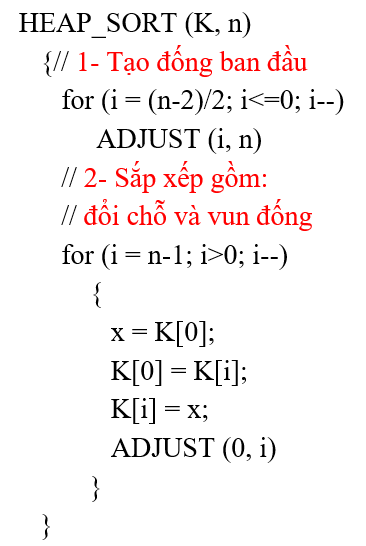 HEAP_SORT (K, n)
{// 1- Tạo đống ban đầu
for (i = (n-2)/2; i<=0; i--)
ADJUST (i, n)
// 2- Sắp xếp gồm:
// đổi chỗ và vun đống
for (i = n-1; i>0; i--)
{
x = K[0];
K[0] = K[i];
K[i] = x;
ADJUST (0, i)
}
}